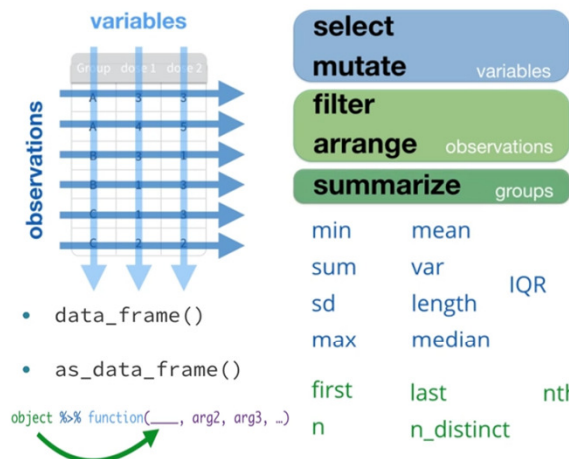 variables
observations
Group dose 1 dose 2
A 3 3
A 4 5
B 3 1
B 1 3
C 1 3
C 2 2
• data_frame()
• as_data_frame()
object %>% function(___, arg2, arg3, …)
select
mutate variables
filter
arrange observations
summarize groups
min mean
sum var IQR
sd length
max median
first last nth
n n_distinct